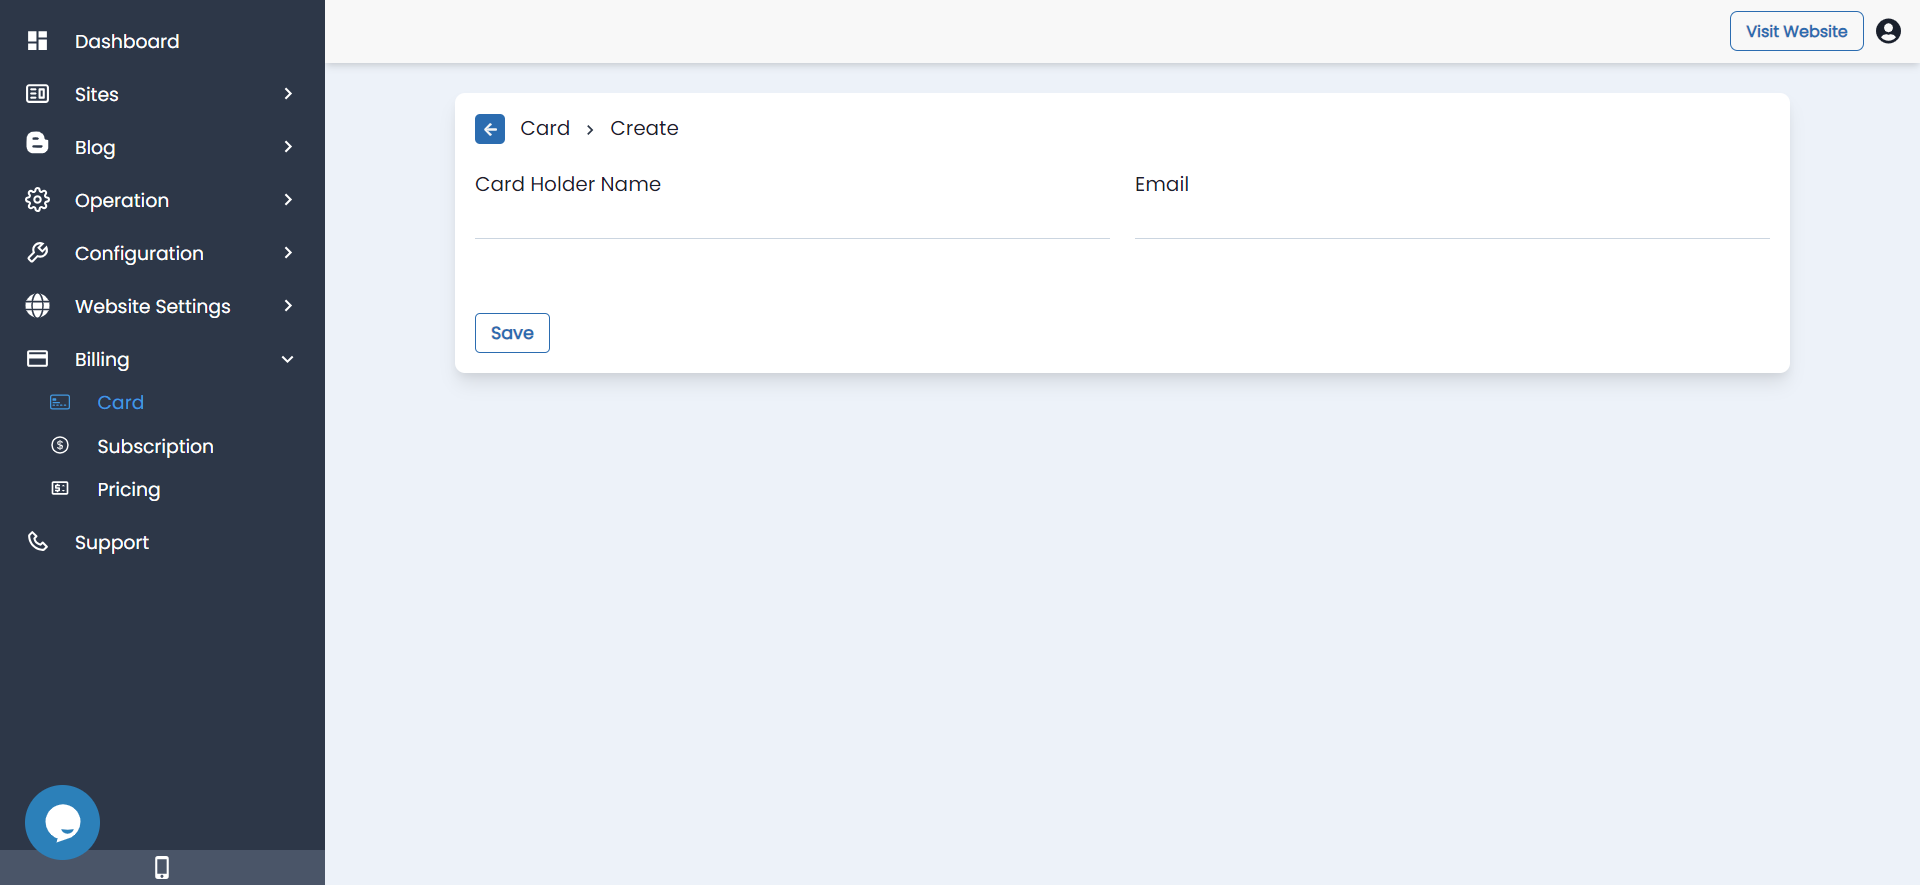 Dashboard
Sites
Blog
Operation
Configuration
Website Settings
Billing
Card
Subscription
Pricing
Support
Visit Website
Card › Create
Card Holder Name
Email
Save